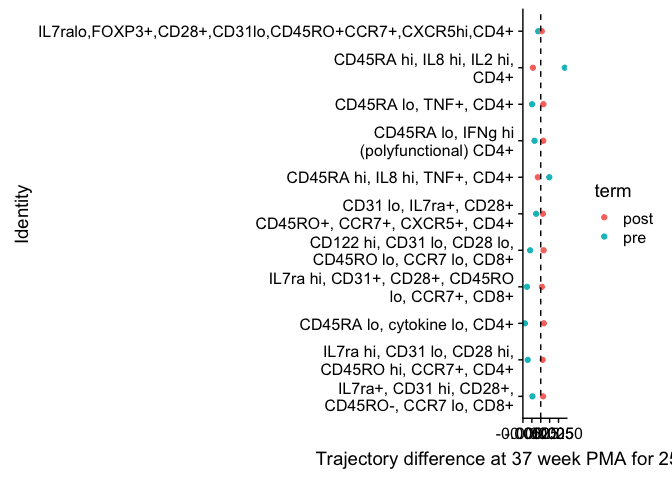 IL7ralo,FOXP3+,CD28+,CD31lo,CD45RO+CCR7+,CXCR5hi,CD4+
CD45RA hi, IL8 hi, IL2 hi,
CD4+
CD45RA lo, TNF+, CD4+
CD45RA lo, IFNg hi
(polyfunctional) CD4+
CD45RA hi, IL8 hi, TNF+, CD4+
CD31 lo, IL7ra+, CD28+
CD45RO+, CCR7+, CXCR5+, CD4+
CD122 hi, CD31 lo, CD28 lo,
CD45RO lo, CCR7 lo, CD8+
IL7ra hi, CD31+, CD28+, CD45RO
lo, CCR7+, CD8+
CD45RA lo, cytokine lo, CD4+
IL7ra hi, CD31 lo, CD28 hi,
CD45RO hi, CCR7+, CD4+
IL7ra+, CD31 hi, CD28+,
CD45RO-, CCR7 lo, CD8+
Identity
term
post
pre
Trajectory difference at 37 week PMA for